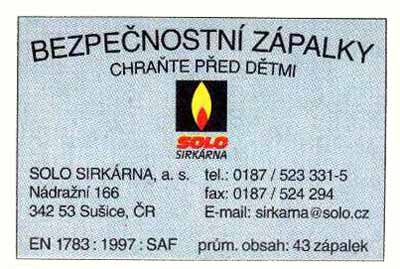 BEZPEČNOSTNÍ ZÁPALKY
CHRAŇTE PŘED DĚTMI
SOLO
SIRKÁRNA
SOLO SIRKÁRNA, a. s. tel.: 0187 / 523 331-5
Nádražní 166 fax: 0187 / 524 294
342 53 Sušice, ČR E-mail: sirkarna@solo.cz
EN 1783 : 1997 : SAF prům. obsah: 43 zápalek